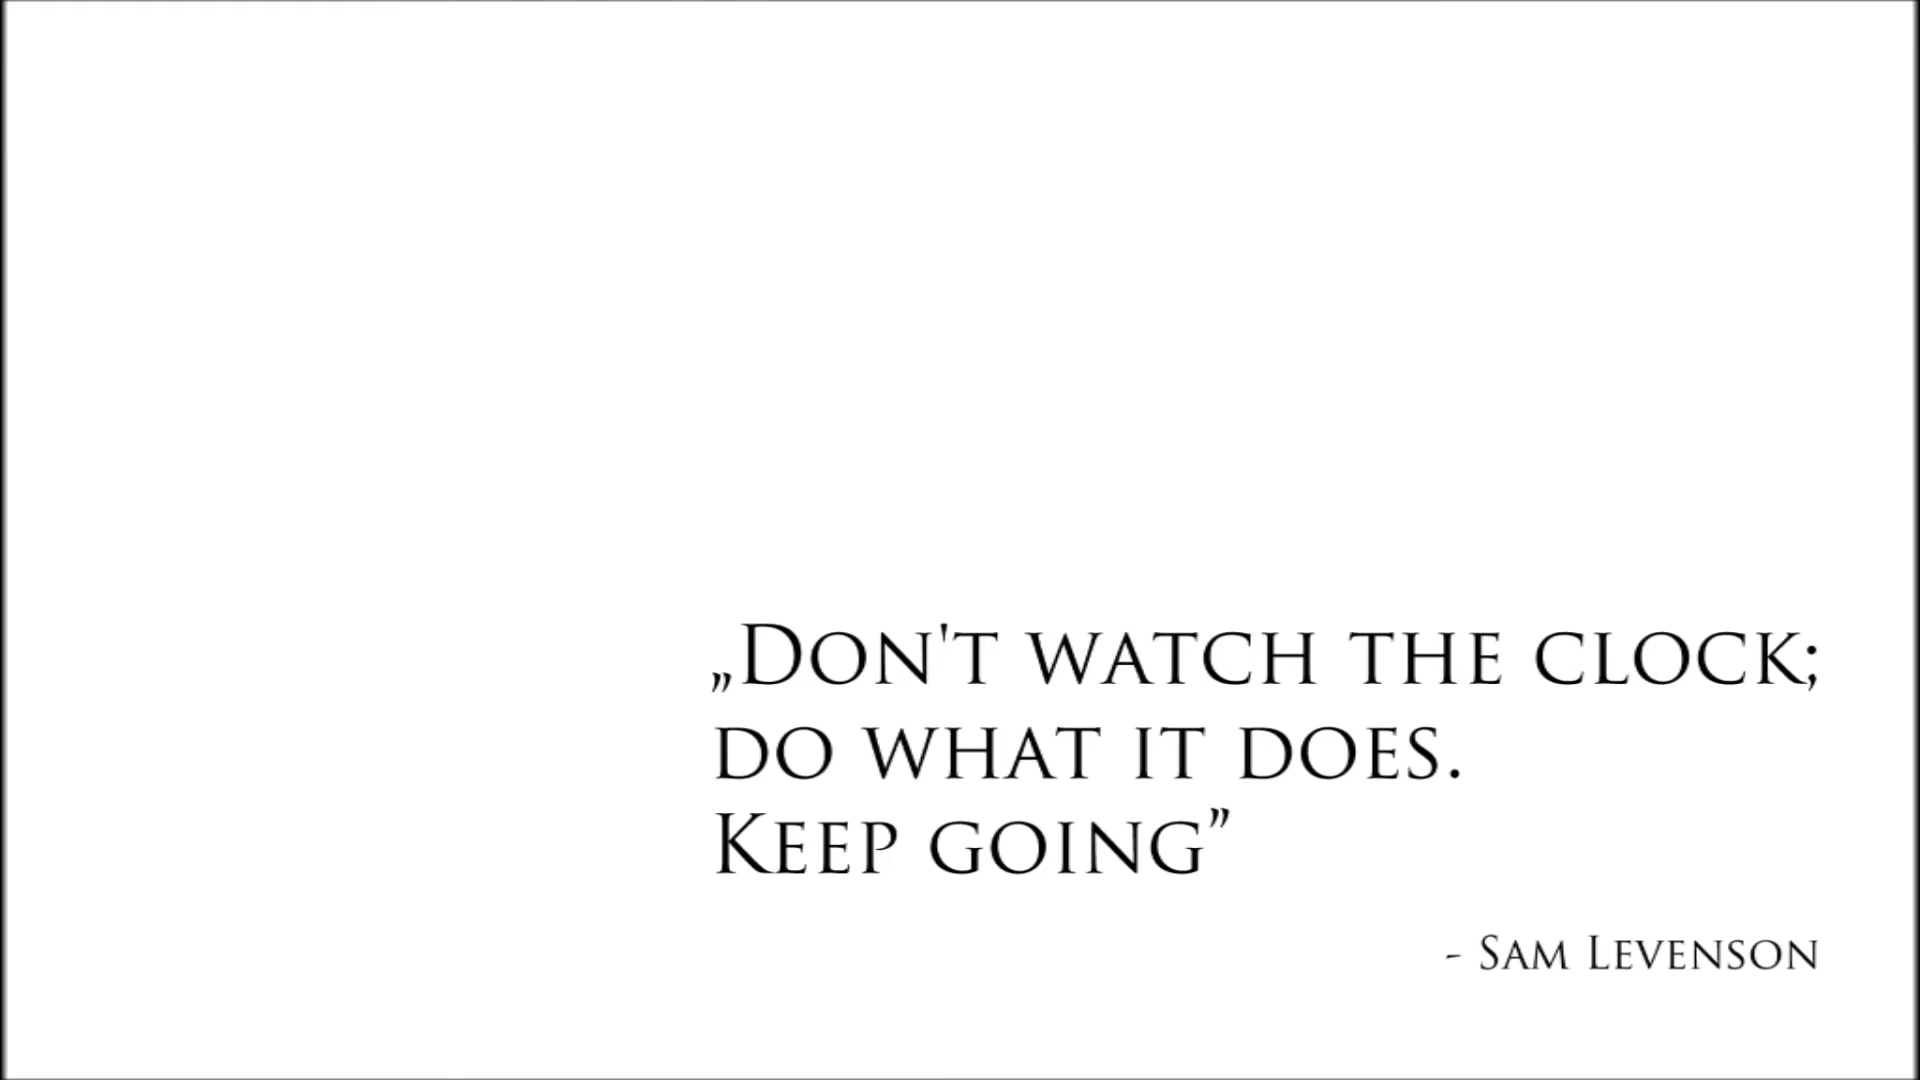 „Don't watch the clock;
do what it does.
Keep going”
- Sam Levenson